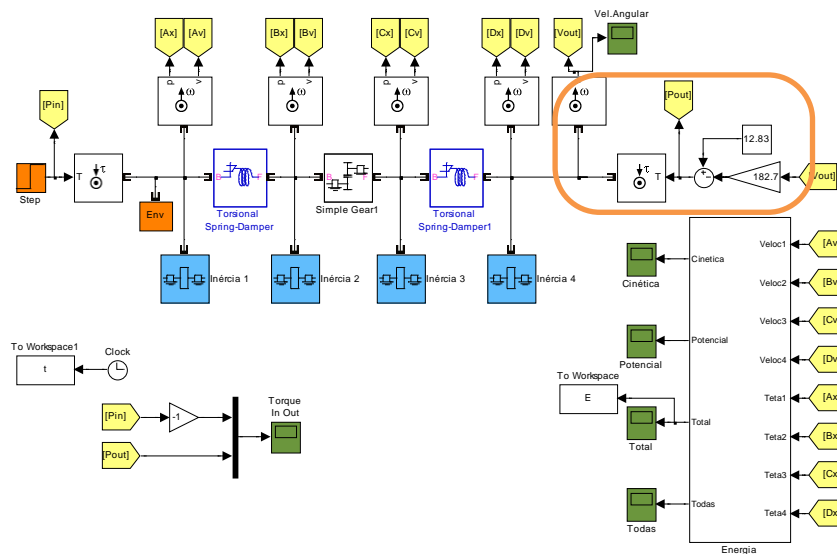 Vel.Angular
[Ax]
[Av]
[Bx]
[Bv]
[Cx]
[Cv]
[Dx]
[Dv]
[Vout]
p
v
ω
p
v
ω
p
v
ω
p
v
ω
ω
[Pin]
[Pout]
12.83
T
τ
B
F
B
F
B
F
τ
T
+
−
182.7
[Vout]
Step
Env
Torsional
Spring-Damper
Simple Gear1
Torsional
Spring-Damper1
Inércia 1
Inércia 2
Inércia 3
Inércia 4
Cinética
Potencial
To Workspace
E
Total
Todas
Cinetica
Potencial
Total
Todas
Veloc1
Veloc2
Veloc3
Veloc4
Teta1
Teta2
Teta3
Teta4
[Av]
[Bv]
[Cv]
[Dv]
[Ax]
[Bx]
[Cx]
[Dx]
Energia
To Workspace1
t
Clock
[Pin]
-1
[Pout]
Torque
In Out